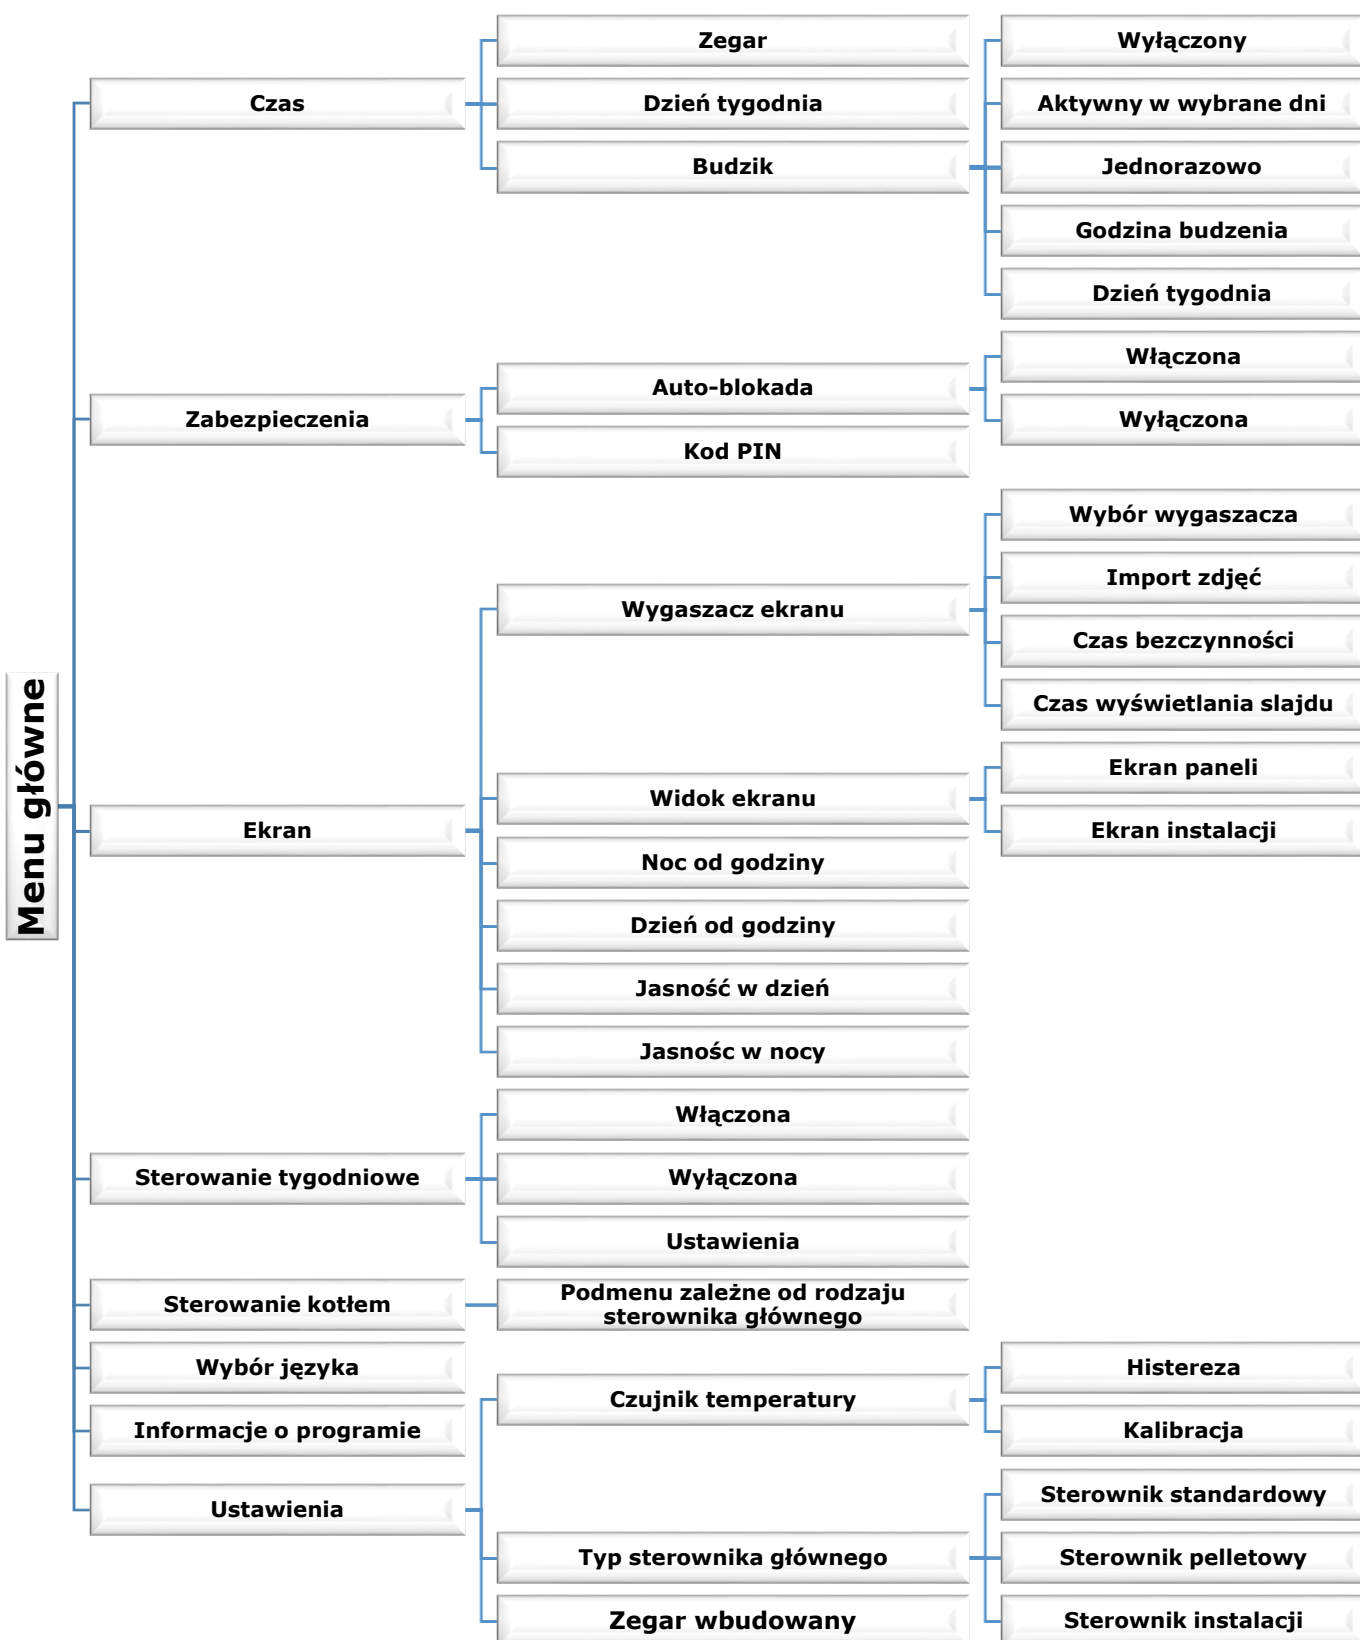 Menu główne
Czas
Zegar
Dzień tygodnia
Budzik
Wyłączony
Aktywny w wybrane dni
Jednorazowo
Godzina budzenia
Dzień tygodnia
Zabezpieczenia
Auto-blokada
Włączona
Wyłączona
Kod PIN
Ekran
Wygaszacz ekranu
Wybór wygaszacza
Import zdjęć
Czas bezczynności
Czas wyświetlania slajdu
Widok ekranu
Ekran paneli
Ekran instalacji
Noc od godziny
Dzień od godziny
Jasność w dzień
Jasnośc w nocy
Sterowanie tygodniowe
Włączona
Wyłączona
Ustawienia
Sterowanie kotłem
Podmenu zależne od rodzaju
sterownika głównego
Wybór języka
Informacje o programie
Ustawienia
Czujnik temperatury
Histereza
Kalibracja
Typ sterownika głównego
Sterownik standardowy
Sterownik pelletowy
Sterownik instalacji
Zegar wbudowany